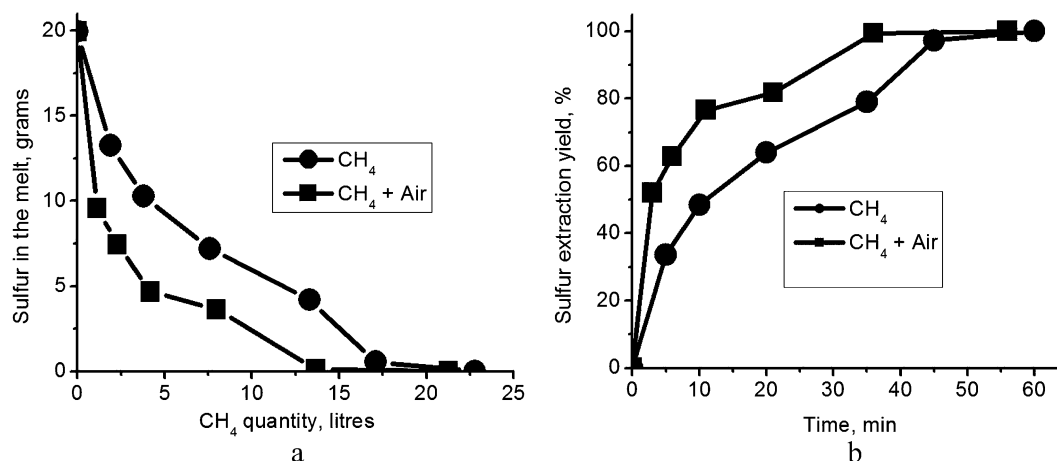 Sulfur in the melt, grams
20
15
10
5
0
0 5 10 15 20 25
CH₄ quantity, litres
CH₄
CH₄ + Air
a
Sulfur extraction yield, %
100
80
60
40
20
0
0 10 20 30 40 50 60
Time, min
CH₄
CH₄ + Air
b